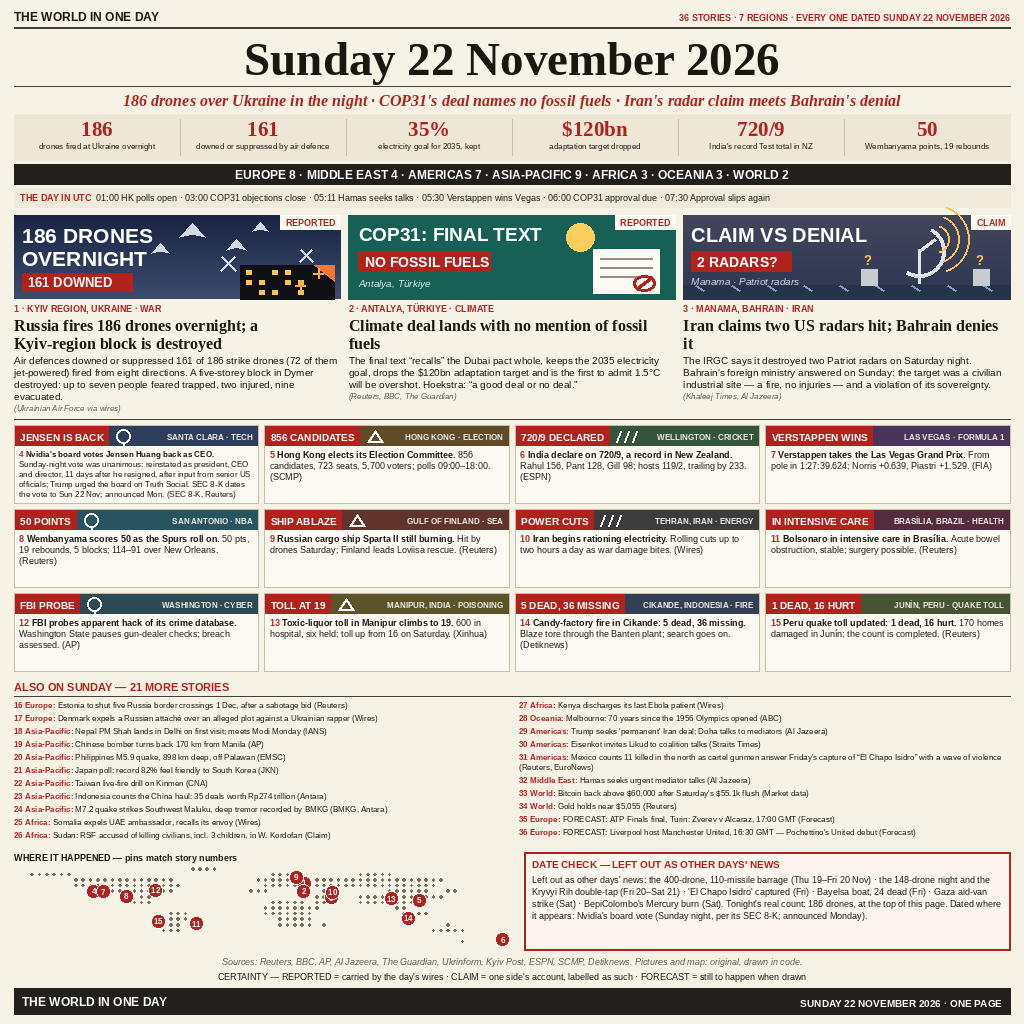 THE WORLD IN ONE DAY
36 STORIES · 7 REGIONS · EVERY ONE DATED SUNDAY 22 NOVEMBER 2026
Sunday 22 November 2026
186 drones over Ukraine in the night · COP31's deal names no fossil fuels · Iran's radar claim meets Bahrain's denial
186
drones fired at Ukraine overnight
161
downed or suppressed by air defence
35%
electricity goal for 2035, kept
$120bn
adaptation target dropped
720/9
India's record Test total in NZ
50
Wembanyama points, 19 rebounds
EUROPE 8 · MIDDLE EAST 4 · AMERICAS 7 · ASIA-PACIFIC 9 · AFRICA 3 · OCEANIA 3 · WORLD 2
THE DAY IN UTC 01:00 HK polls open · 03:00 COP31 objections close · 05:11 Hamas seeks talks · 05:30 Verstappen wins Vegas · 06:00 COP31 approval due · 07:30 Approval slips again
186 DRONES
OVERNIGHT
161 DOWNED
REPORTED
1 · KYIV REGION, UKRAINE · WAR
Russia fires 186 drones overnight; a
Kyiv-region block is destroyed
Air defences downed or suppressed 161 of 186 strike drones (72 of them
jet-powered) fired from eight directions. A five-storey block in Dymer
destroyed: up to seven people feared trapped, two injured, nine
evacuated.
(Ukrainian Air Force via wires)
COP31: FINAL TEXT
NO FOSSIL FUELS
Antalya, Türkiye
REPORTED
2 · ANTALYA, TÜRKIYE · CLIMATE
Climate deal lands with no mention of fossil
fuels
The final text “recalls” the Dubai pact whole, keeps the 2035 electricity
goal, drops the $120bn adaptation target and is the first to admit 1.5°C
will be overshot. Hoekstra: “a good deal or no deal.”
(Reuters, BBC, The Guardian)
CLAIM VS DENIAL
2 RADARS?
Manama · Patriot radars
? ?
CLAIM
3 · MANAMA, BAHRAIN · IRAN
Iran claims two US radars hit; Bahrain denies
it
The IRGC says it destroyed two Patriot radars on Saturday night.
Bahrain's foreign ministry answered on Sunday: the target was a civilian
industrial site — a fire, no injuries — and a violation of its sovereignty.
(Khaleej Times, Al Jazeera)
JENSEN IS BACK
SANTA CLARA · TECH
4 Nvidia's board votes Jensen Huang back as CEO.
Sunday-night vote was unanimous: reinstated as president, CEO
and director, 11 days after he resigned, after input from senior US
officials; Trump urged the board on Truth Social. SEC 8-K dates
the vote to Sun 22 Nov; announced Mon. (SEC 8-K, Reuters)
856 CANDIDATES
HONG KONG · ELECTION
5 Hong Kong elects its Election Committee. 856
candidates, 723 seats, 5,700 voters; polls 09:00–18:00.
(SCMP)
720/9 DECLARED
WELLINGTON · CRICKET
6 India declare on 720/9, a record in New Zealand.
Rahul 156, Pant 128, Gill 98; hosts 119/2, trailing by 233.
(ESPN)
VERSTAPPEN WINS
LAS VEGAS · FORMULA 1
7 Verstappen takes the Las Vegas Grand Prix. From
pole in 1:27:39.624; Norris +0.639, Piastri +1.529. (FIA)
50 POINTS
SAN ANTONIO · NBA
8 Wembanyama scores 50 as the Spurs roll on. 50 pts,
19 rebounds, 5 blocks; 114–91 over New Orleans.
(Reuters)
SHIP ABLAZE
GULF OF FINLAND · SEA
9 Russian cargo ship Sparta II still burning. Hit by
drones Saturday; Finland leads Loviisa rescue. (Reuters)
POWER CUTS
TEHRAN, IRAN · ENERGY
10 Iran begins rationing electricity. Rolling cuts up to
two hours a day as war damage bites. (Wires)
IN INTENSIVE CARE
BRASÍLIA, BRAZIL · HEALTH
11 Bolsonaro in intensive care in Brasília. Acute bowel
obstruction, stable; surgery possible. (Reuters)
FBI PROBE
WASHINGTON · CYBER
12 FBI probes apparent hack of its crime database.
Washington State pauses gun-dealer checks; breach
assessed. (AP)
TOLL AT 19
MANIPUR, INDIA · POISONING
13 Toxic-liquor toll in Manipur climbs to 19. 600 in
hospital, six held; toll up from 16 on Saturday. (Xinhua)
5 DEAD, 36 MISSING
CIKANDE, INDONESIA · FIRE
14 Candy-factory fire in Cikande: 5 dead, 36 missing.
Blaze tore through the Banten plant; search goes on.
(Detiknews)
1 DEAD, 16 HURT
JUNÍN, PERU · QUAKE TOLL
15 Peru quake toll updated: 1 dead, 16 hurt. 170 homes
damaged in Junín; the count is completed. (Reuters)
ALSO ON SUNDAY — 21 MORE STORIES
16 Europe: Estonia to shut five Russia border crossings 1 Dec, after a sabotage bid (Reuters)
17 Europe: Denmark expels a Russian attaché over an alleged plot against a Ukrainian rapper (Wires)
18 Asia-Pacific: Nepal PM Shah lands in Delhi on first visit; meets Modi Monday (IANS)
19 Asia-Pacific: Chinese bomber turns back 170 km from Manila (AP)
20 Asia-Pacific: Philippines M5.9 quake, 898 km deep, off Palawan (EMSC)
21 Asia-Pacific: Japan poll: record 82% feel friendly to South Korea (JKN)
22 Asia-Pacific: Taiwan live-fire drill on Kinmen (CNA)
23 Asia-Pacific: Indonesia counts the China haul: 35 deals worth Rp274 trillion (Antara)
24 Asia-Pacific: M7.2 quake strikes Southwest Maluku, deep tremor recorded by BMKG (BMKG, Antara)
25 Africa: Somalia expels UAE ambassador, recalls its envoy (Wires)
26 Africa: Sudan: RSF accused of killing civilians, incl. 3 children, in W. Kordofan (Claim)
27 Africa: Kenya discharges its last Ebola patient (Wires)
28 Oceania: Melbourne: 70 years since the 1956 Olympics opened (ABC)
29 Americas: Trump seeks 'permanent' Iran deal; Doha talks to mediators (Al Jazeera)
30 Americas: Eisenkot invites Likud to coalition talks (Straits Times)
31 Americas: Mexico counts 11 killed in the north as cartel gunmen answer Friday's capture of “El Chapo Isidro” with a wave of violence
(Reuters, EuroNews)
32 Middle East: Hamas seeks urgent mediator talks (Al Jazeera)
33 World: Bitcoin back above $60,000 after Saturday's $55.1k flush (Market data)
34 World: Gold holds near $5,055 (Reuters)
35 Europe: FORECAST: ATP Finals final, Turin: Zverev v Alcaraz, 17:00 GMT (Forecast)
36 Europe: FORECAST: Liverpool host Manchester United, 16:30 GMT — Pochettino's United debut (Forecast)
WHERE IT HAPPENED — pins match story numbers
4 7 8 12 15 11 9 2 10 13 5 14 6
DATE CHECK — LEFT OUT AS OTHER DAYS' NEWS
Left out as other days' news: the 400-drone, 110-missile barrage (Thu 19–Fri 20 Nov) · the 148-drone night and the
Kryvyi Rih double-tap (Fri 20–Sat 21) · 'El Chapo Isidro' captured (Fri) · Bayelsa boat, 24 dead (Fri) · Gaza aid-van
strike (Sat) · BepiColombo's Mercury burn (Sat). Tonight's real count: 186 drones, at the top of this page. Dated where
it appears: Nvidia's board vote (Sunday night, per its SEC 8-K; announced Monday).
Sources: Reuters, BBC, AP, Al Jazeera, The Guardian, Ukrinform, Kyiv Post, ESPN, SCMP, Detiknews. Pictures and map: original, drawn in code.
CERTAINTY — REPORTED = carried by the day's wires · CLAIM = one side's account, labelled as such · FORECAST = still to happen when drawn
THE WORLD IN ONE DAY
SUNDAY 22 NOVEMBER 2026 · ONE PAGE